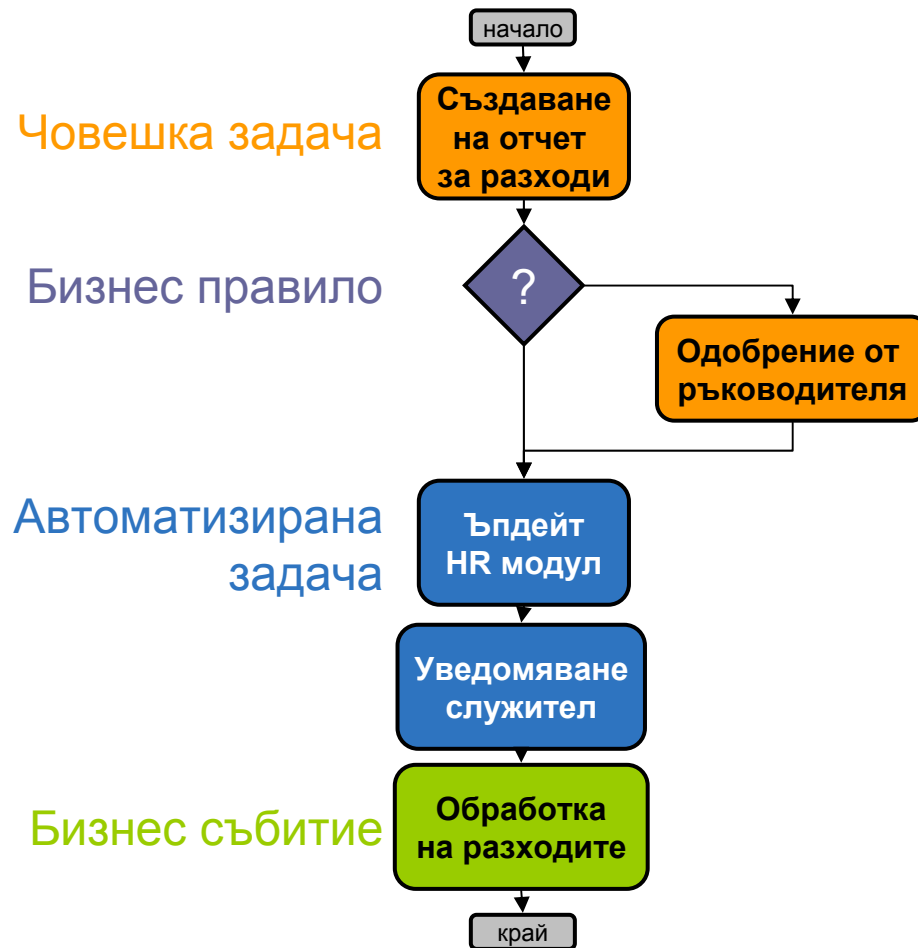 начало
Човешка задача
Създаване
на отчет
за разходи
Бизнес правило
?
Одобрение от
ръководителя
Автоматизирана
задача
Ъпдейт
HR модул
Уведомяване
служител
Бизнес събитие
Обработка
на разходите
край